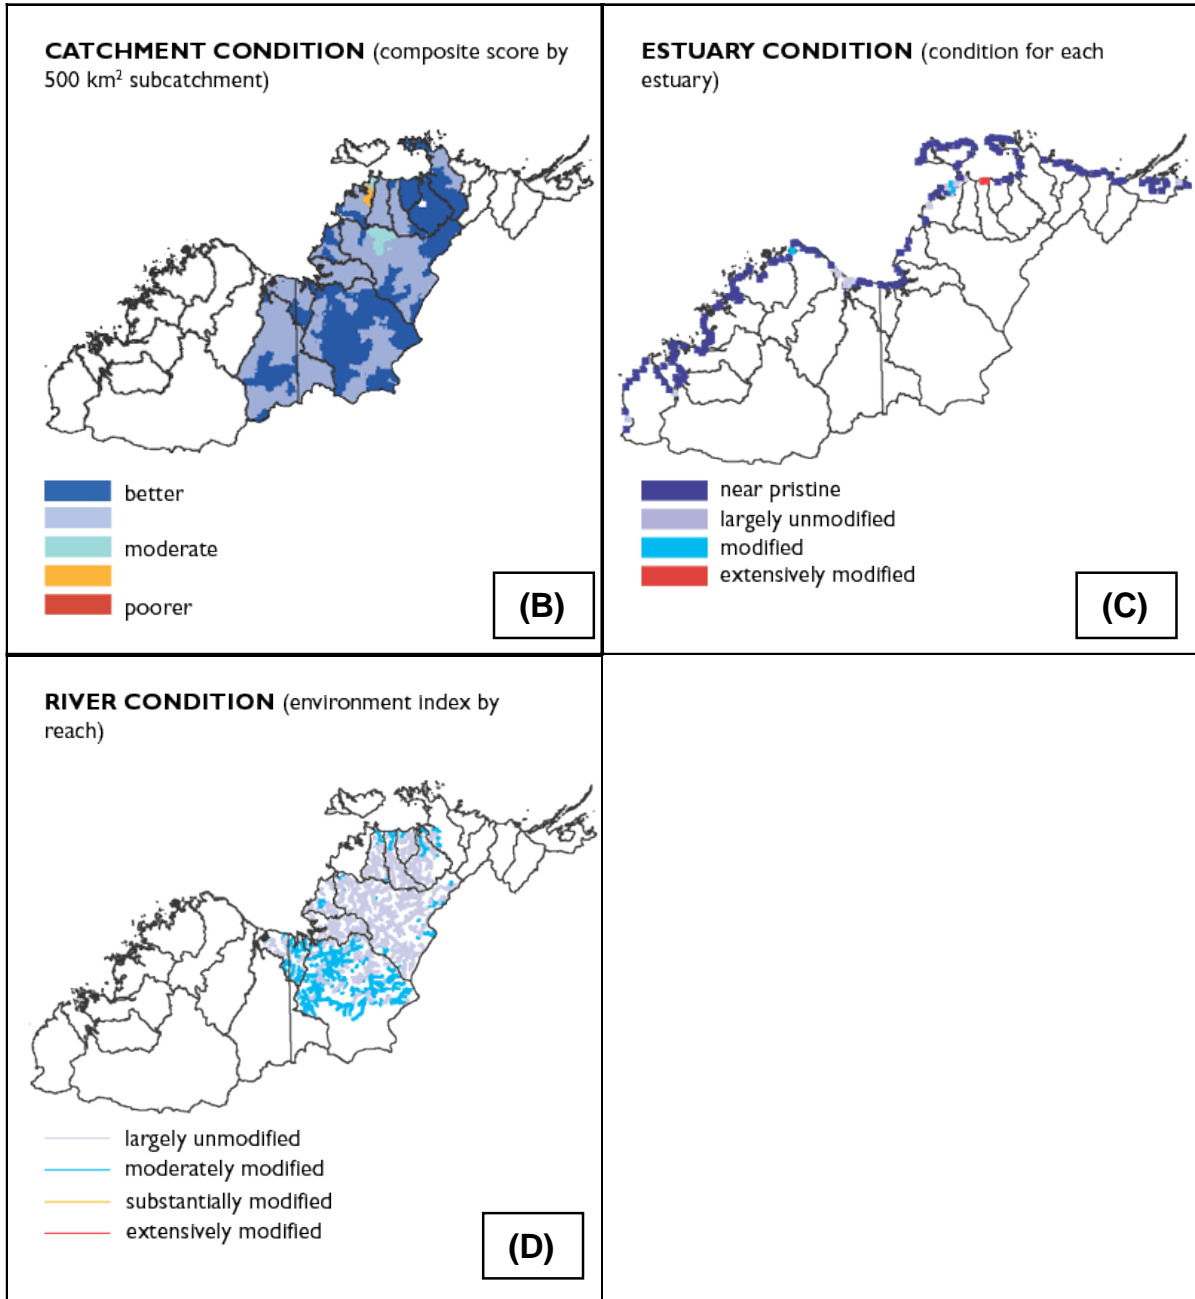 CATCHMENT CONDITION (composite score by
500 km² subcatchment)
better
moderate
poorer
(B)
ESTUARY CONDITION (condition for each
estuary)
near pristine
largely unmodified
modified
extensively modified
(C)
RIVER CONDITION (environment index by
reach)
largely unmodified
moderately modified
substantially modified
extensively modified
(D)